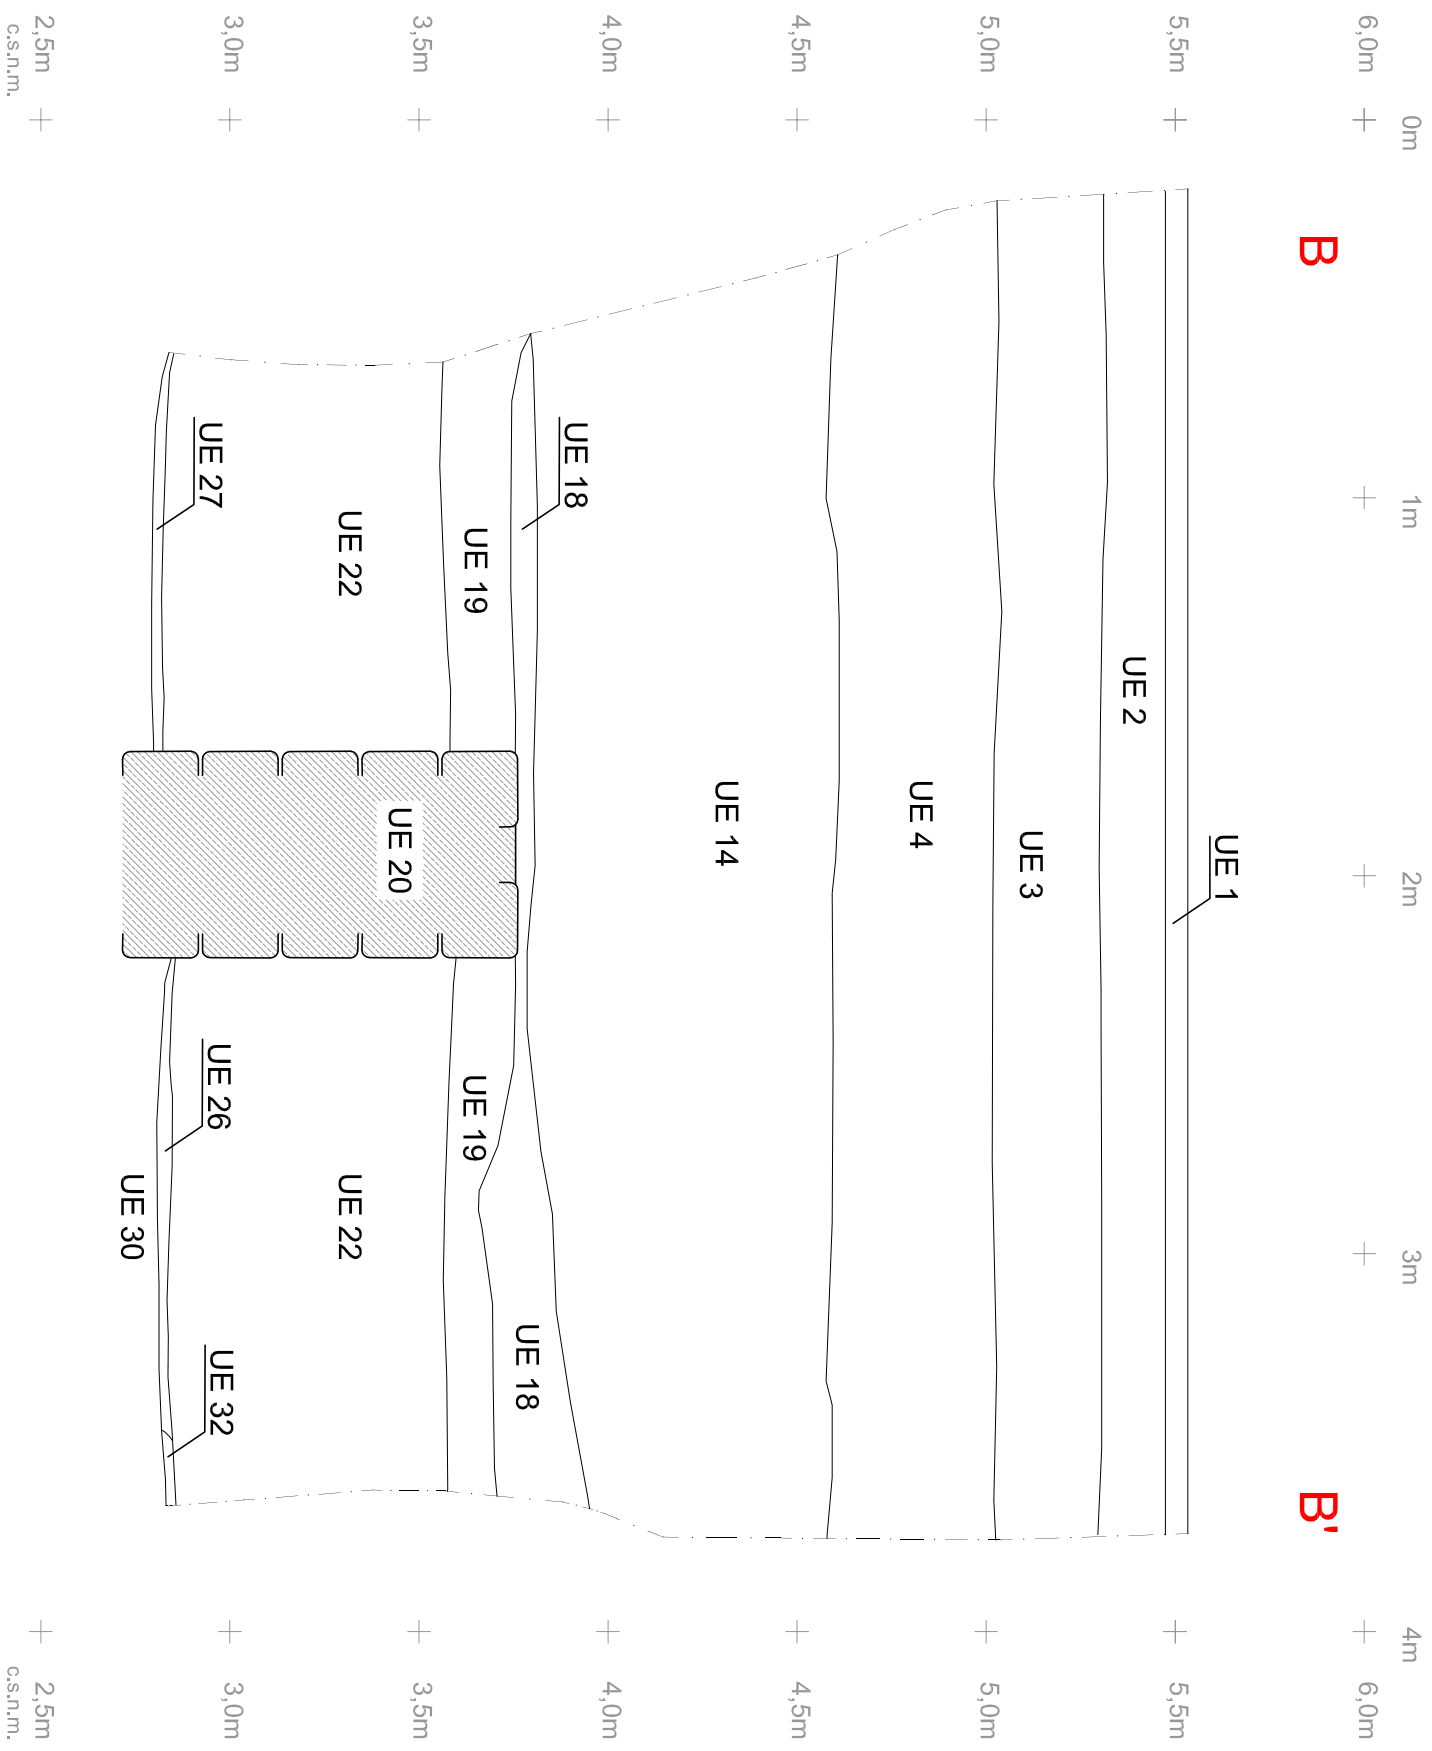 0m 1m 2m 3m 4m
6,0m 6,0m
B B'
5,5m 5,5m
UE 1
UE 2
5,0m 5,0m
UE 3
UE 4
4,5m 4,5m
UE 14
4,0m 4,0m
UE 18
UE 18
3,5m 3,5m
UE 19 UE 19
UE 20
UE 22 UE 22
3,0m 3,0m
UE 27 UE 26 UE 32
UE 30
2,5m 2,5m
c.s.n.m. c.s.n.m.